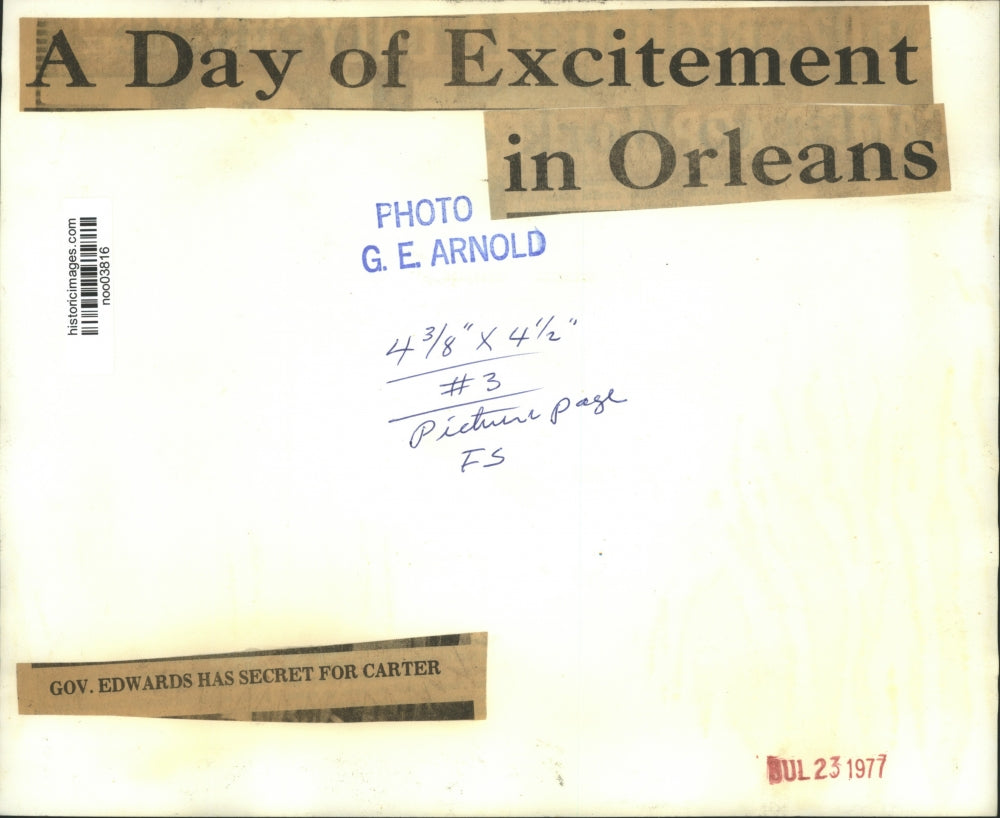 A Day of Excitement
in Orleans
PHOTO
G. E. ARNOLD
historicimages.com
noo03816
4 3/8" X 4 1/2"
#3
Picture page
FS
GOV. EDWARDS HAS SECRET FOR CARTER
JUL 23 1977